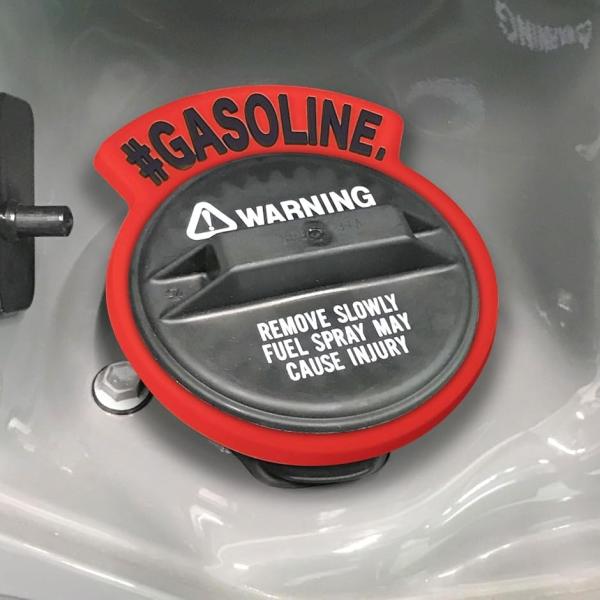 #GASOLINE.
WARNING
REMOVE SLOWLY
FUEL SPRAY MAY
CAUSE INJURY